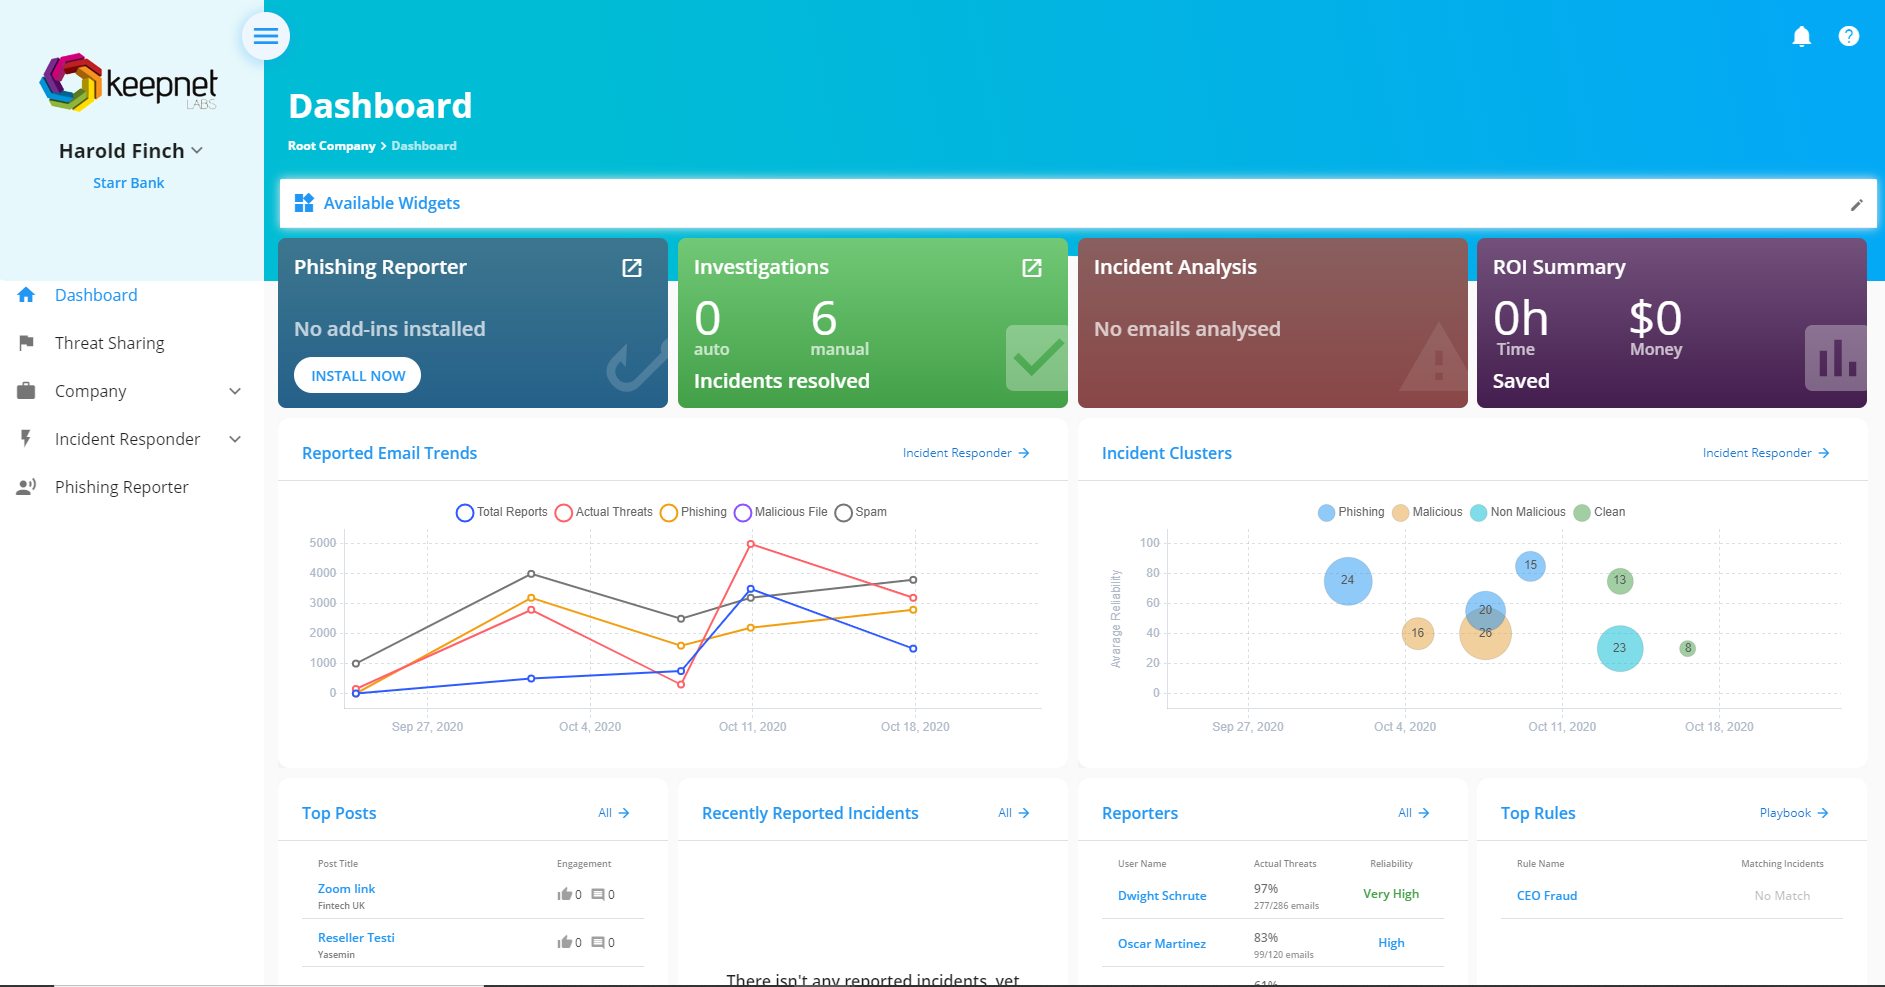 keepnet
LABS
Harold Finch
Starr Bank
Dashboard
Threat Sharing
Company
Incident Responder
Phishing Reporter
?
Dashboard
Root Company > Dashboard
Available Widgets
Phishing Reporter
No add-ins installed
INSTALL NOW
Investigations
0 6
auto manual
Incidents resolved
Incident Analysis
No emails analysed
ROI Summary
0h $0
Time Money
Saved
Reported Email Trends
Incident Responder →
Total Reports Actual Threats Phishing Malicious File Spam
5000
4000
3000
2000
1000
0
Sep 27, 2020 Oct 4, 2020 Oct 11, 2020 Oct 18, 2020
Incident Clusters
Incident Responder →
Phishing Malicious Non Malicious Clean
Avarage Reliability
100
80
60
40
20
0
24
15
13
20
16
26
23
8
Sep 27, 2020 Oct 4, 2020 Oct 11, 2020 Oct 18, 2020
Top Posts
All →
Post Title Engagement
Zoom link 0 0
Fintech UK
Reseller Testi 0 0
Yasemin
Recently Reported Incidents
All →
There isn't any reported incidents, yet
Reporters
All →
User Name Actual Threats Reliability
Dwight Schrute 97% Very High
277/286 emails
Oscar Martinez 83% High
99/120 emails
61%
Top Rules
Playbook →
Rule Name Matching Incidents
CEO Fraud No Match